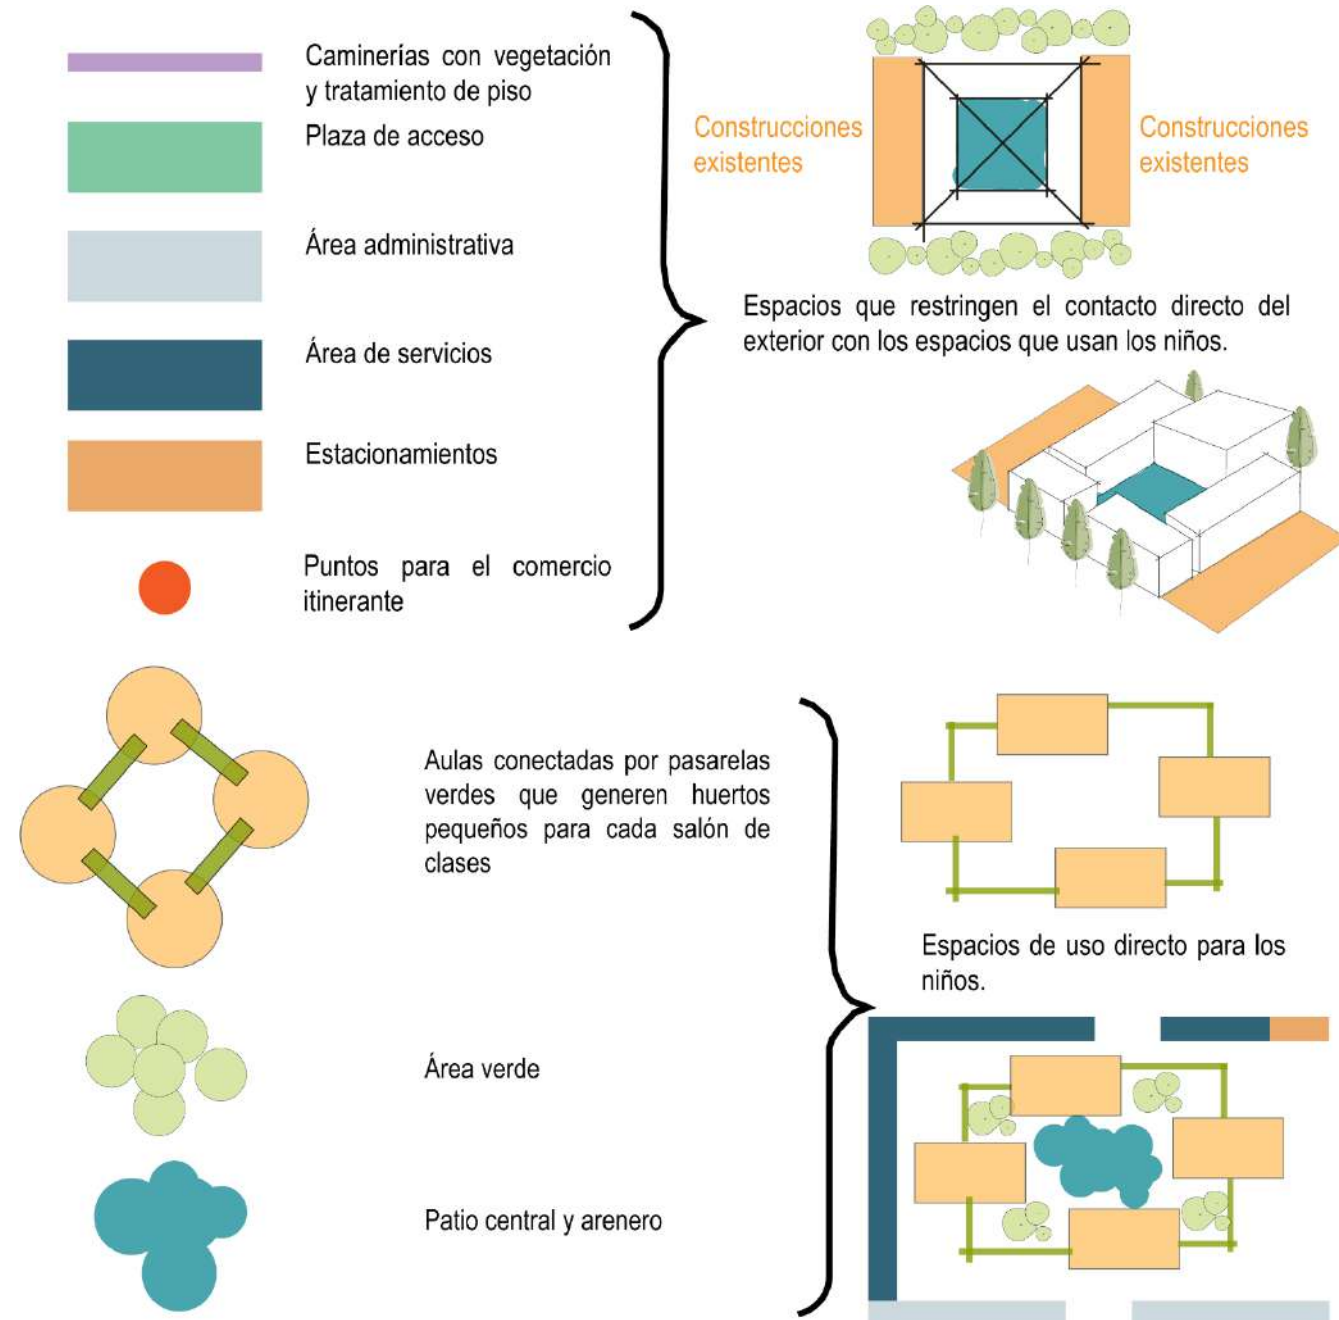 Caminerías con vegetación
y tratamiento de piso
Plaza de acceso
Área administrativa
Área de servicios
Estacionamientos
Puntos para el comercio
itinerante
Construcciones
existentes
Construcciones
existentes
Espacios que restringen el contacto directo del
exterior con los espacios que usan los niños.
Aulas conectadas por pasarelas
verdes que generen huertos
pequeños para cada salón de
clases
Área verde
Patio central y arenero
Espacios de uso directo para los
niños.